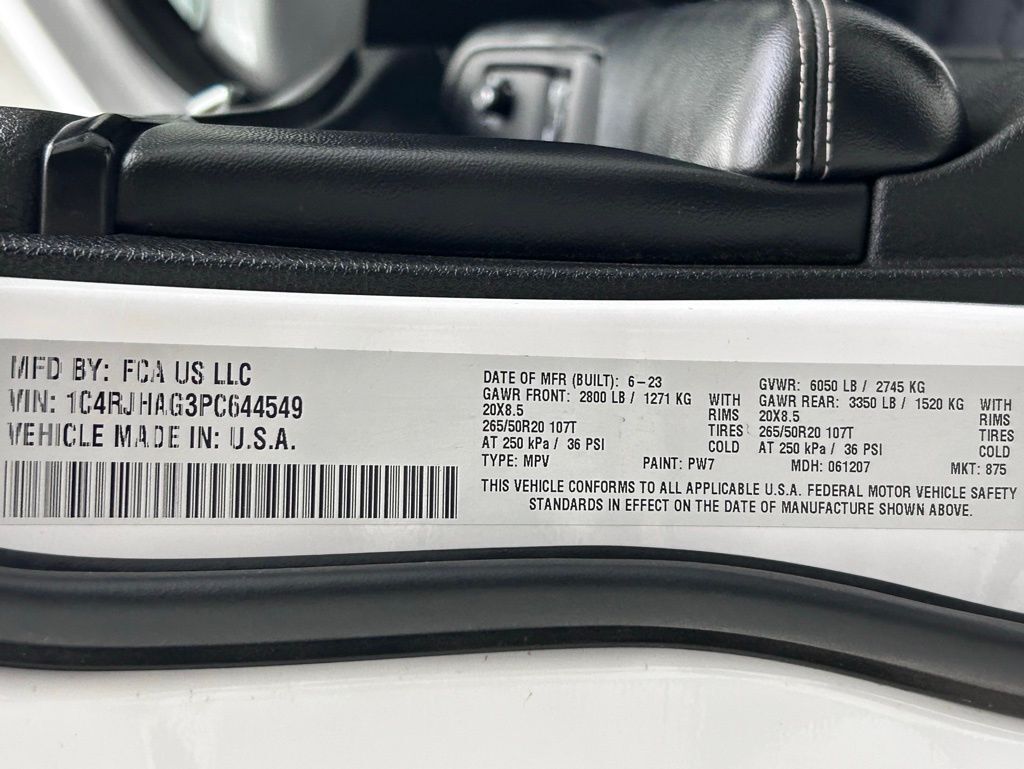 MFD BY: FCA US LLC
VIN: 1C4RJHAG3PC644549
VEHICLE MADE IN: U.S.A.
DATE OF MFR (BUILT): 6-23
GAWR FRONT: 2800 LB / 1271 KG WITH
20X8.5 RIMS
265/50R20 107T TIRES
AT 250 kPa / 36 PSI COLD
TYPE: MPV PAINT: PW7
GVWR: 6050 LB / 2745 KG
GAWR REAR: 3350 LB / 1520 KG WITH
20X8.5 RIMS
265/50R20 107T TIRES
AT 250 kPa / 36 PSI COLD
MDH: 061207 MKT: 875
THIS VEHICLE CONFORMS TO ALL APPLICABLE U.S.A. FEDERAL MOTOR VEHICLE SAFETY
STANDARDS IN EFFECT ON THE DATE OF MANUFACTURE SHOWN ABOVE.